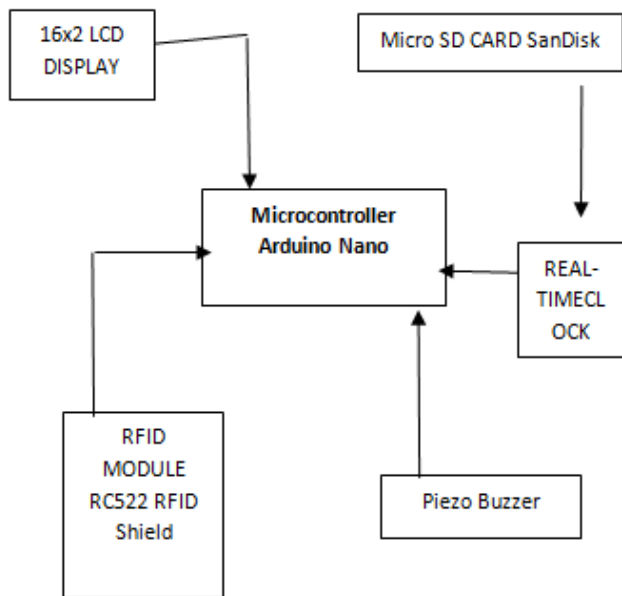 16x2 LCD
DISPLAY
Micro SD CARD SanDisk
Microcontroller
Arduino Nano
REAL-
TIMECL
OCK
RFID
MODULE
RC522 RFID
Shield
Piezo Buzzer